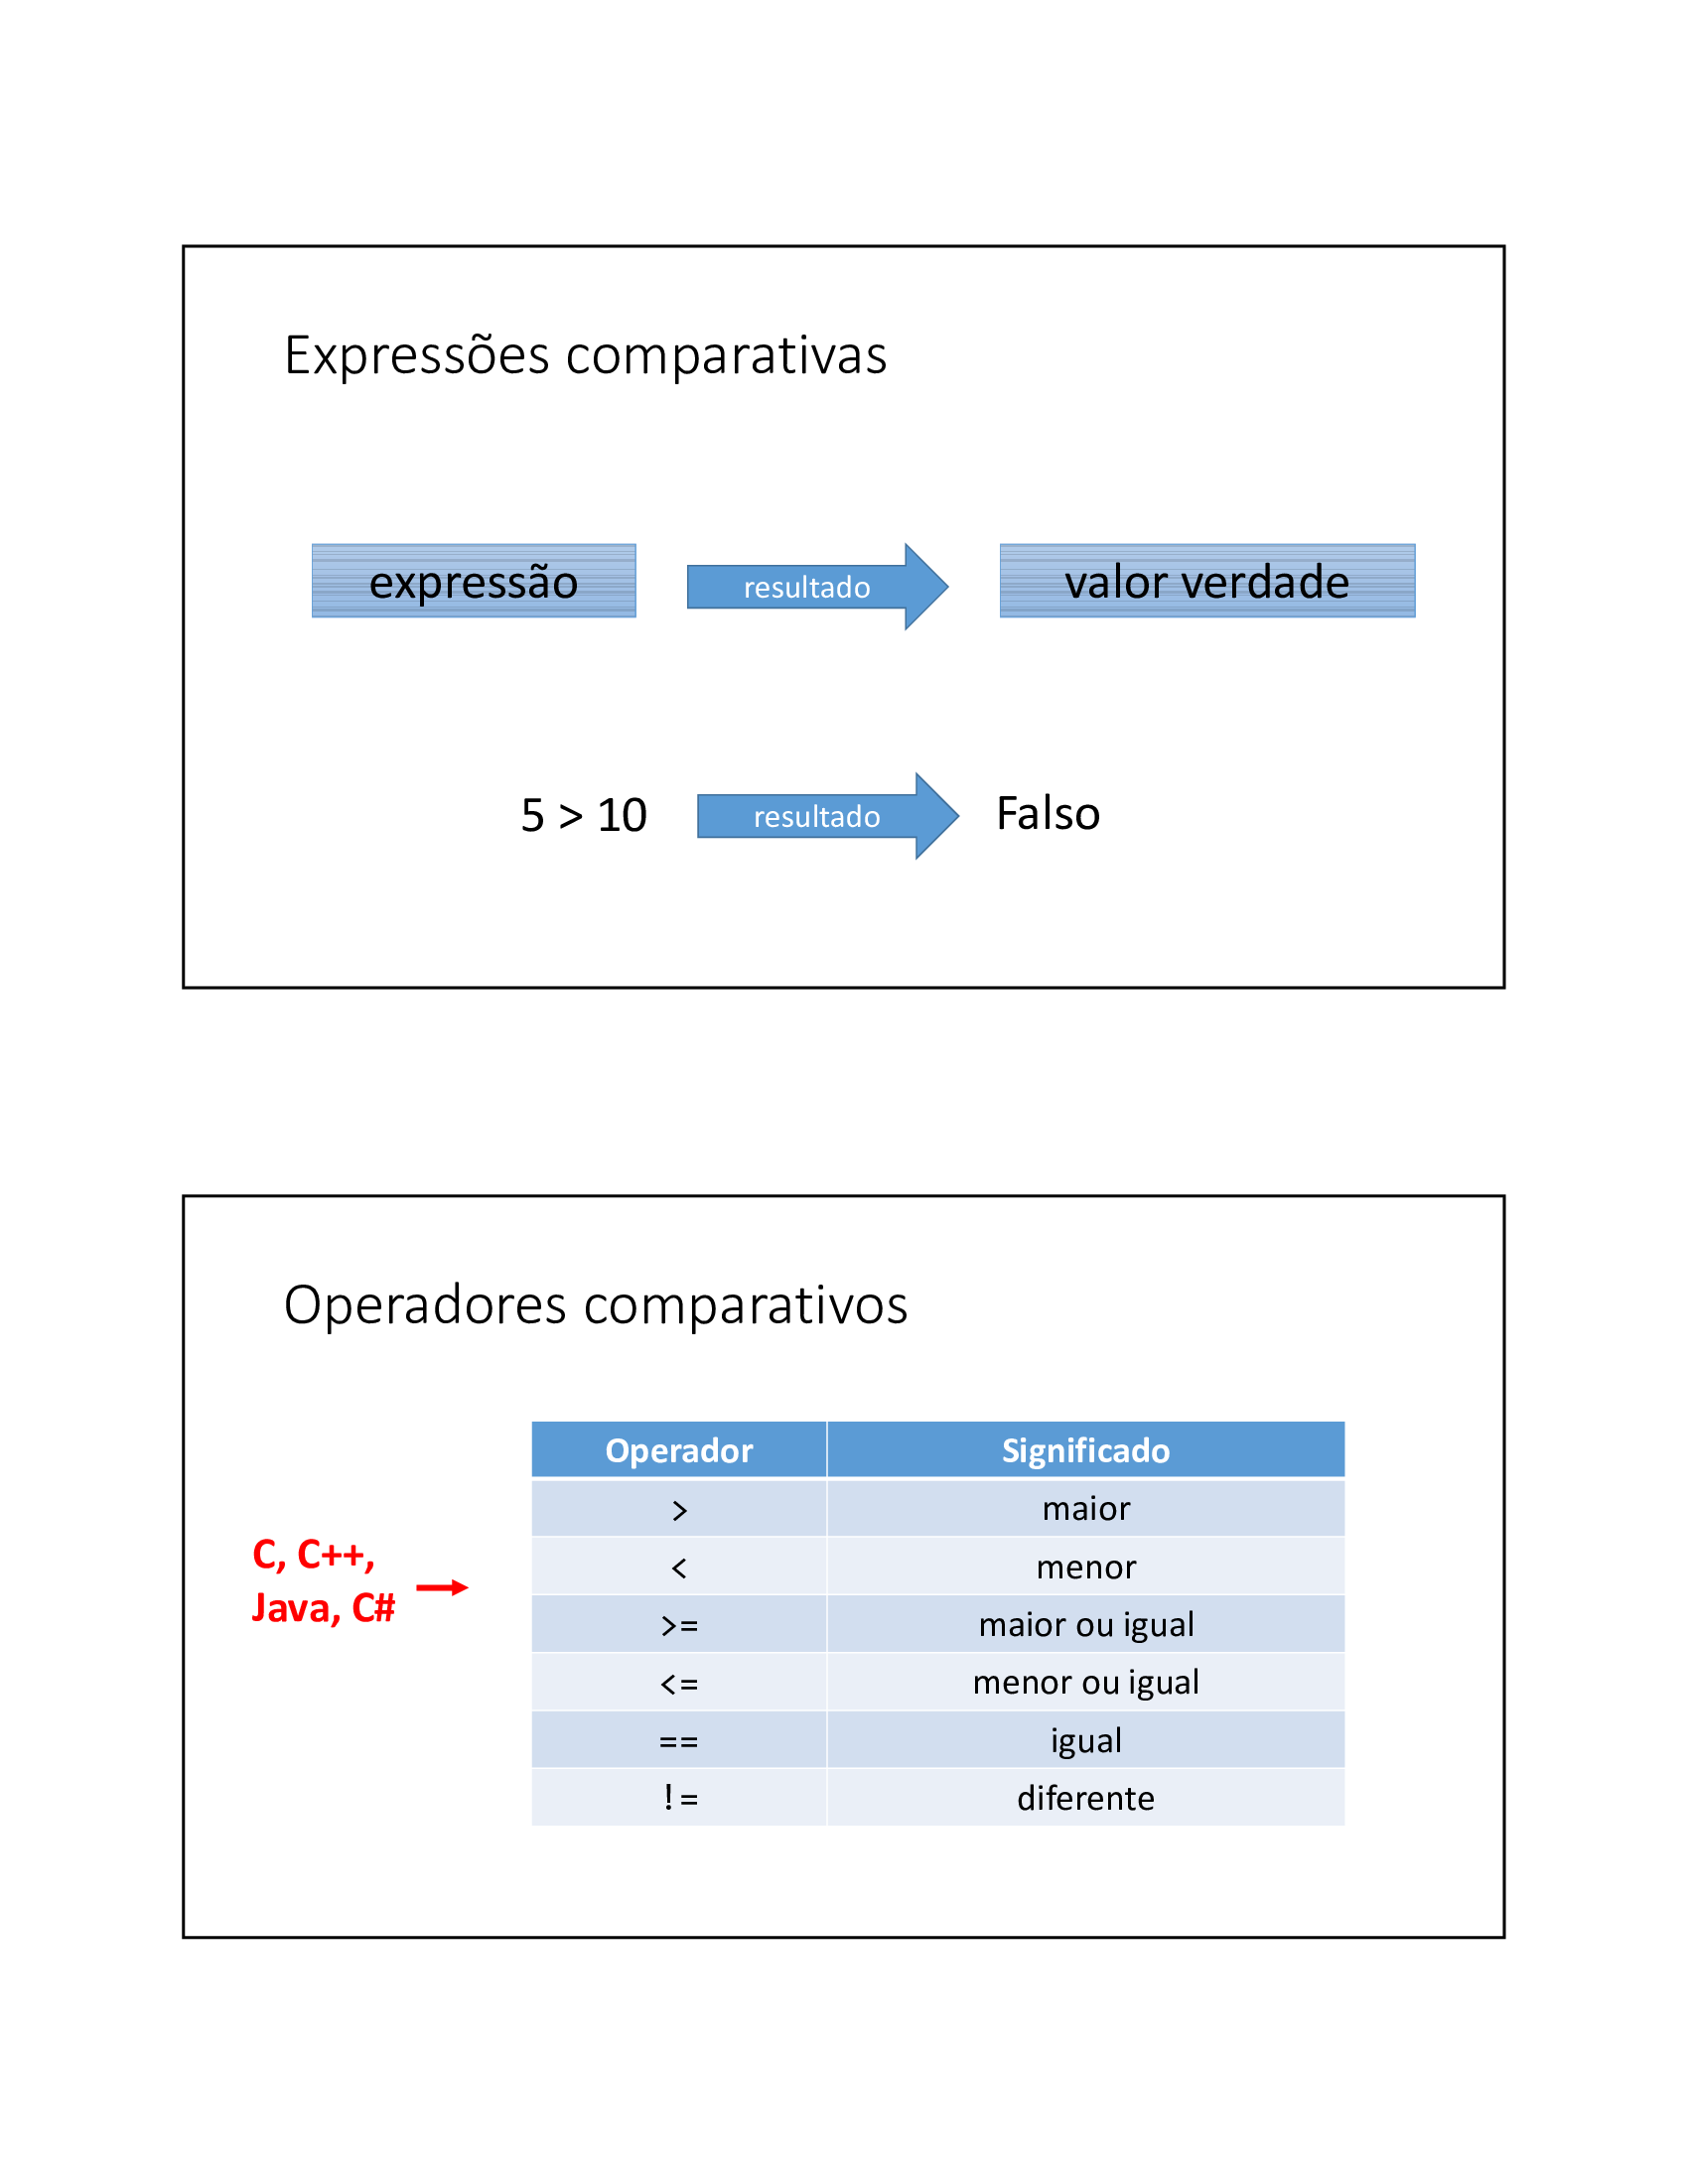 Expressões comparativas
expressão resultado valor verdade
5 > 10 resultado Falso
Operadores comparativos
C, C++,
Java, C#
Operador Significado
> maior
< menor
>= maior ou igual
<= menor ou igual
== igual
!= diferente